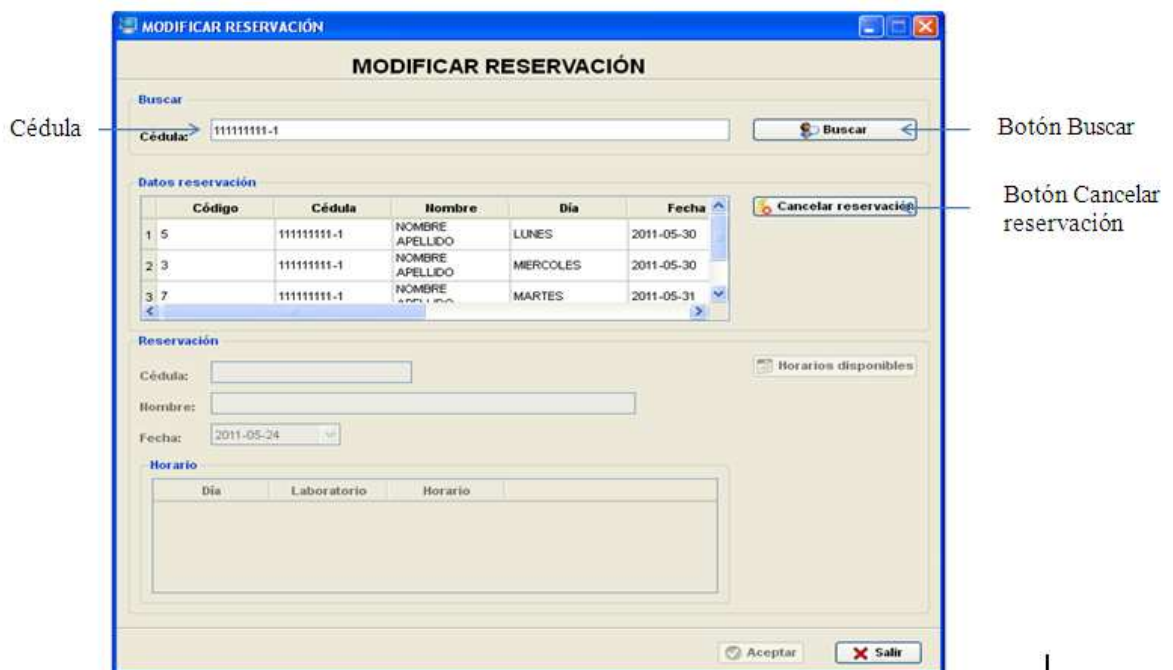 MODIFICAR RESERVACIÓN
MODIFICAR RESERVACIÓN
Buscar
Cédula
Cédula: 111111111-1
Buscar
Botón Buscar
Datos reservación
Código Cédula Nombre Día Fecha
Cancelar reservación
Botón Cancelar
reservación
1 5 111111111-1 NOMBRE APELLIDO LUNES 2011-05-30
2 3 111111111-1 NOMBRE APELLIDO MIERCOLES 2011-05-30
3 7 111111111-1 NOMBRE APELLIDO MARTES 2011-05-31
Reservación
Cédula:
Horarios disponibles
Nombre:
Fecha: 2011-05-24
Horario
Día Laboratorio Horario
Aceptar Salir